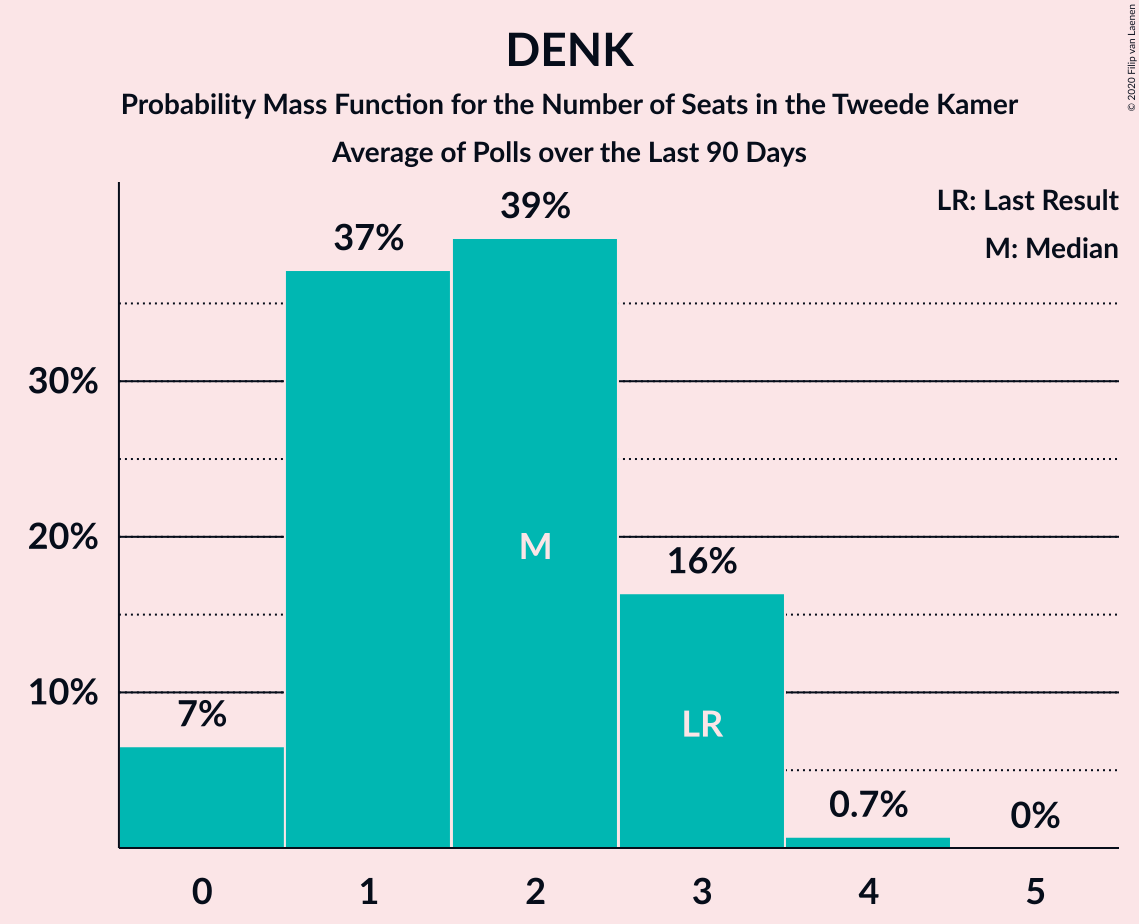 DENK
Probability Mass Function for the Number of Seats in the Tweede Kamer
Average of Polls over the Last 90 Days
© 2020 Filip van Laenen
LR: Last Result
M: Median
39%
37%
30%
20%
M
16%
10%
7%
LR
0.7%
0%
0 1 2 3 4 5